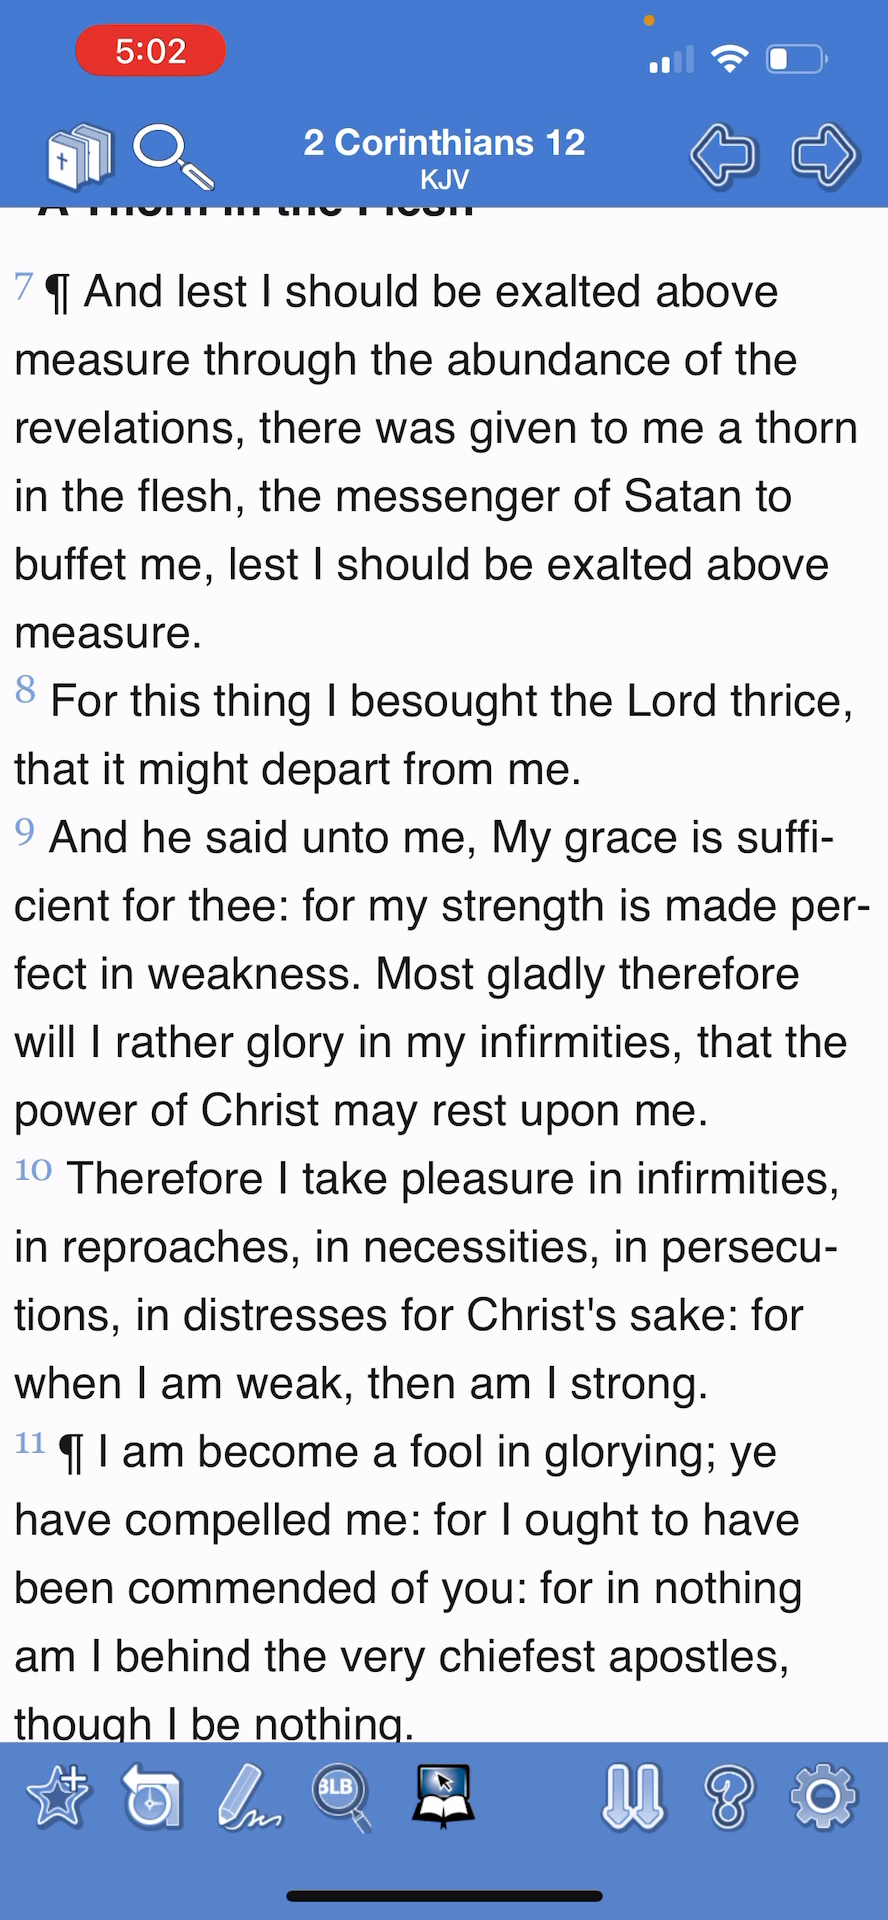 5:02
2 Corinthians 12
KJV
A Thorn in the Flesh
7 ¶ And lest I should be exalted above
measure through the abundance of the
revelations, there was given to me a thorn
in the flesh, the messenger of Satan to
buffet me, lest I should be exalted above
measure.
8 For this thing I besought the Lord thrice,
that it might depart from me.
9 And he said unto me, My grace is suffi-
cient for thee: for my strength is made per-
fect in weakness. Most gladly therefore
will I rather glory in my infirmities, that the
power of Christ may rest upon me.
10 Therefore I take pleasure in infirmities,
in reproaches, in necessities, in persecu-
tions, in distresses for Christ's sake: for
when I am weak, then am I strong.
11 ¶ I am become a fool in glorying; ye
have compelled me: for I ought to have
been commended of you: for in nothing
am I behind the very chiefest apostles,
though I be nothing.
BLB